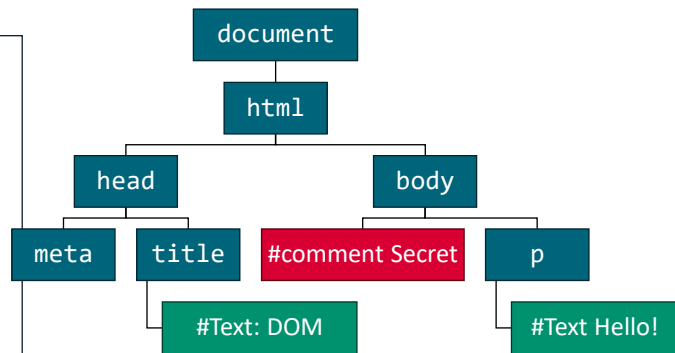 document
html
head body
meta title #comment Secret p
#Text: DOM #Text Hello!